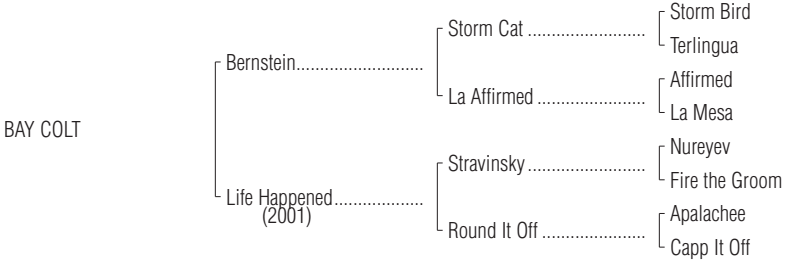 Storm Bird
Storm Cat ..........................
Terlingua
Bernstein...........................
Affirmed
La Affirmed .......................
La Mesa
BAY COLT
Nureyev
Stravinsky.........................
Fire the Groom
Life Happened...................
(2001)
Apalachee
Round It Off ......................
Capp It Off